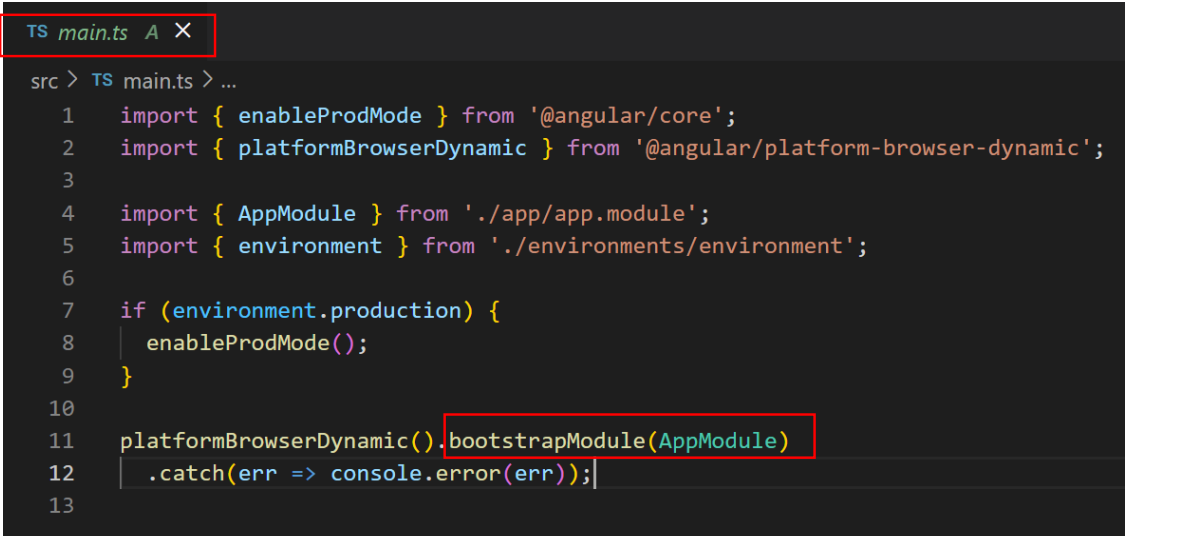 TS main.ts A ×
src > TS main.ts > ...
1 import { enableProdMode } from '@angular/core';
2 import { platformBrowserDynamic } from '@angular/platform-browser-dynamic';
3
4 import { AppModule } from './app/app.module';
5 import { environment } from './environments/environment';
6
7 if (environment.production) {
8   enableProdMode();
9 }
10
11 platformBrowserDynamic().bootstrapModule(AppModule)
12   .catch(err => console.error(err));
13